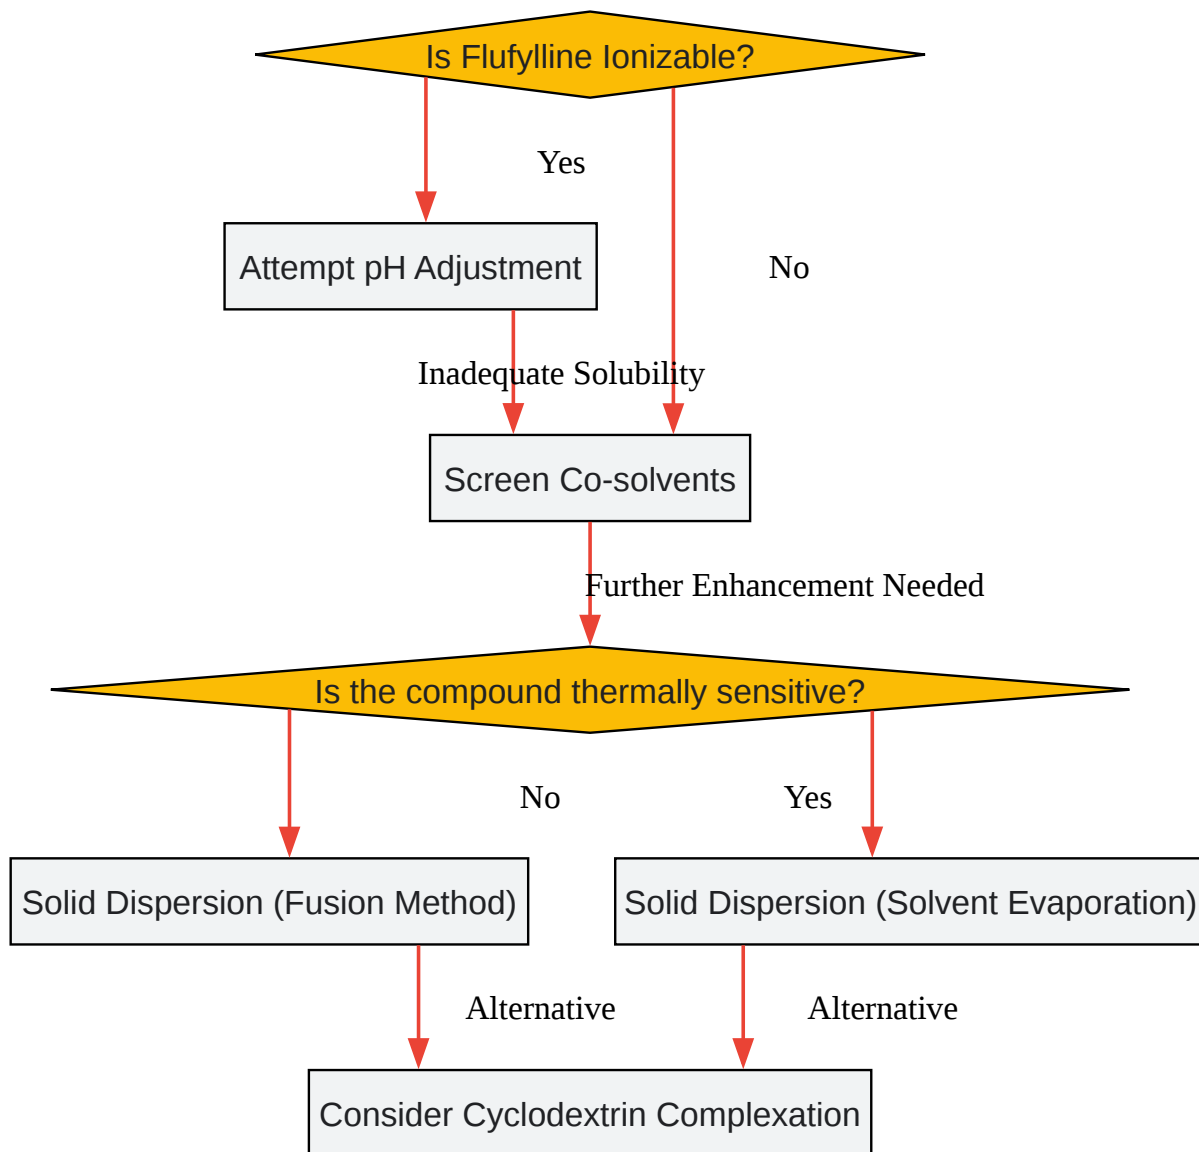 Is Flufylline Ionizable?
Yes
Attempt pH Adjustment
No
Inadequate Solubility
Screen Co-solvents
Further Enhancement Needed
Is the compound thermally sensitive?
No
Yes
Solid Dispersion (Fusion Method)
Solid Dispersion (Solvent Evaporation)
Alternative
Alternative
Consider Cyclodextrin Complexation